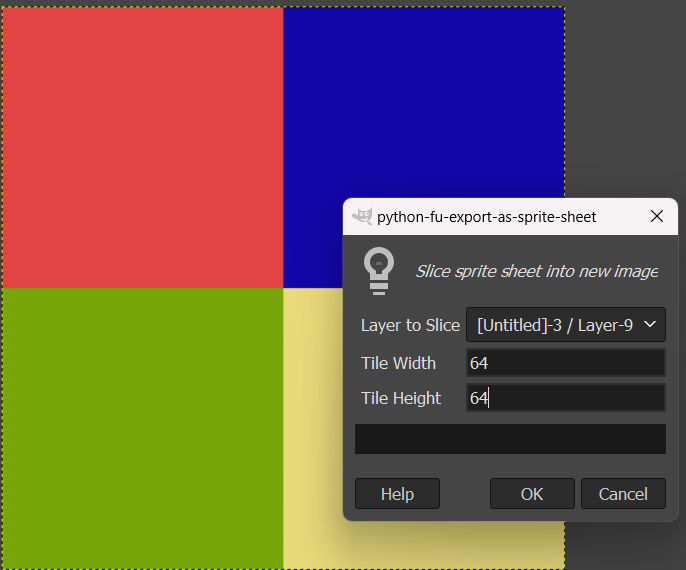 python-fu-export-as-sprite-sheet
Slice sprite sheet into new image
Layer to Slice [Untitled]-3 / Layer-9
Tile Width 64
Tile Height 64
Help OK Cancel